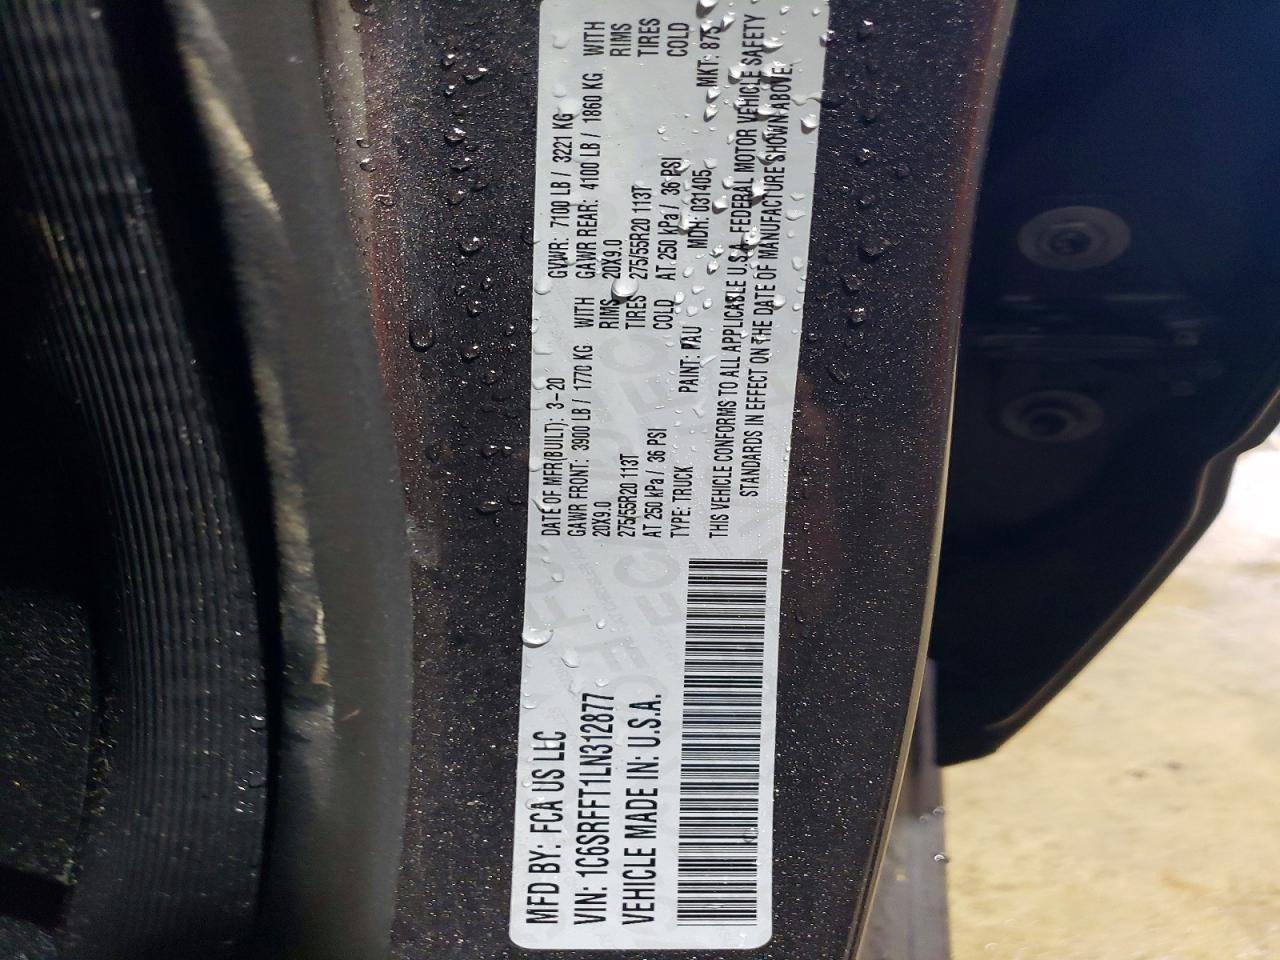 MFD BY: FCA US LLC
VIN: 1C6SRFFT1LN312877
VEHICLE MADE IN: U.S.A.
DATE OF MFR(BUILT): 3-20 GVWR: 7100 LB / 3221 KG
GAWR FRONT: 3900 LB / 1770 KG WITH GAWR REAR: 4100 LB / 1860 KG WITH
20X9.0 RIMS 20X9.0 RIMS
275/55R20 113T TIRES 275/55R20 113T TIRES
AT 250 kPa / 36 PSI COLD AT 250 kPa / 36 PSI COLD
TYPE: TRUCK PAINT: PAU MDH: 031405 MKT:
THIS VEHICLE CONFORMS TO ALL APPLICABLE U.S.A. FEDERAL MOTOR VEHICLE SAFETY
STANDARDS IN EFFECT ON THE DATE OF MANUFACTURE SHOWN ABOVE.